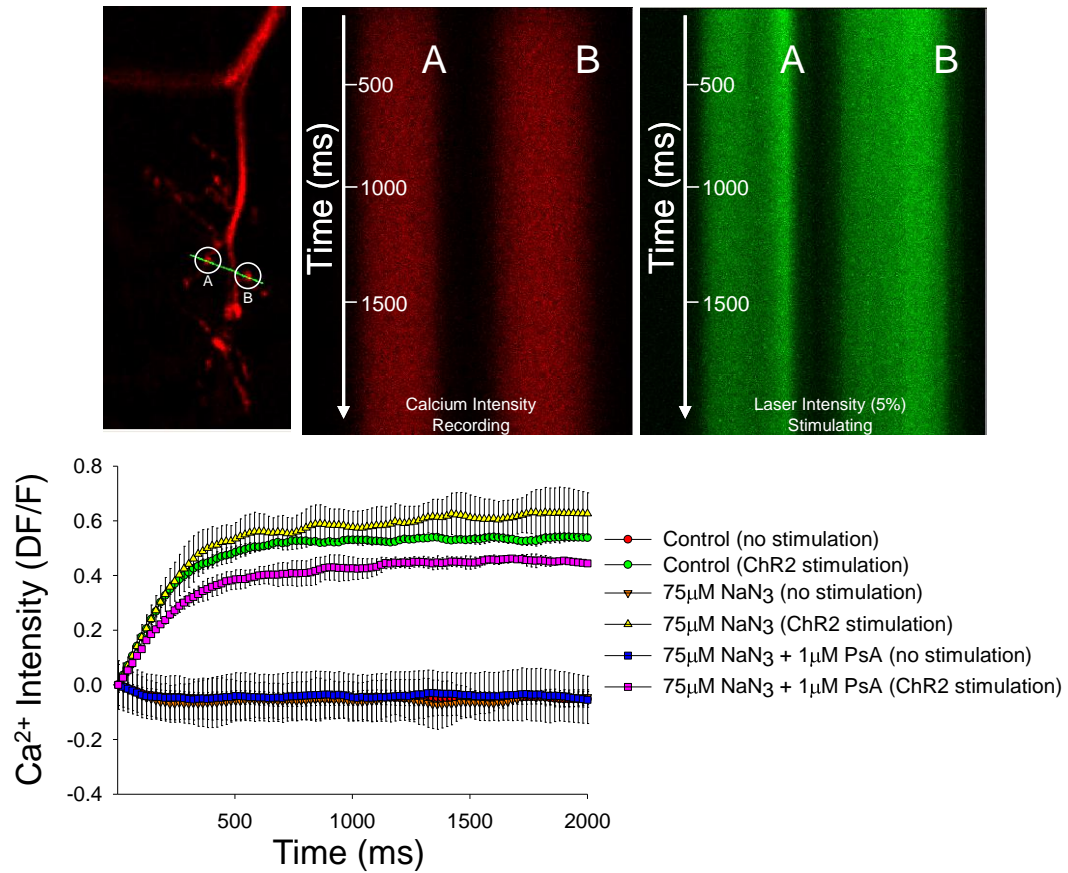 A
B
A
B
Time (ms)
500
1000
1500
Calcium Intensity
Recording
A
B
Time (ms)
500
1000
1500
Laser Intensity (5%)
Stimulating
Ca2+ Intensity (DF/F)
0.8
0.6
0.4
0.2
0.0
-0.2
-0.4
500
1000
1500
2000
Time (ms)
Control (no stimulation)
Control (ChR2 stimulation)
75μM NaN3 (no stimulation)
75μM NaN3 (ChR2 stimulation)
75μM NaN3 + 1μM PsA (no stimulation)
75μM NaN3 + 1μM PsA (ChR2 stimulation)